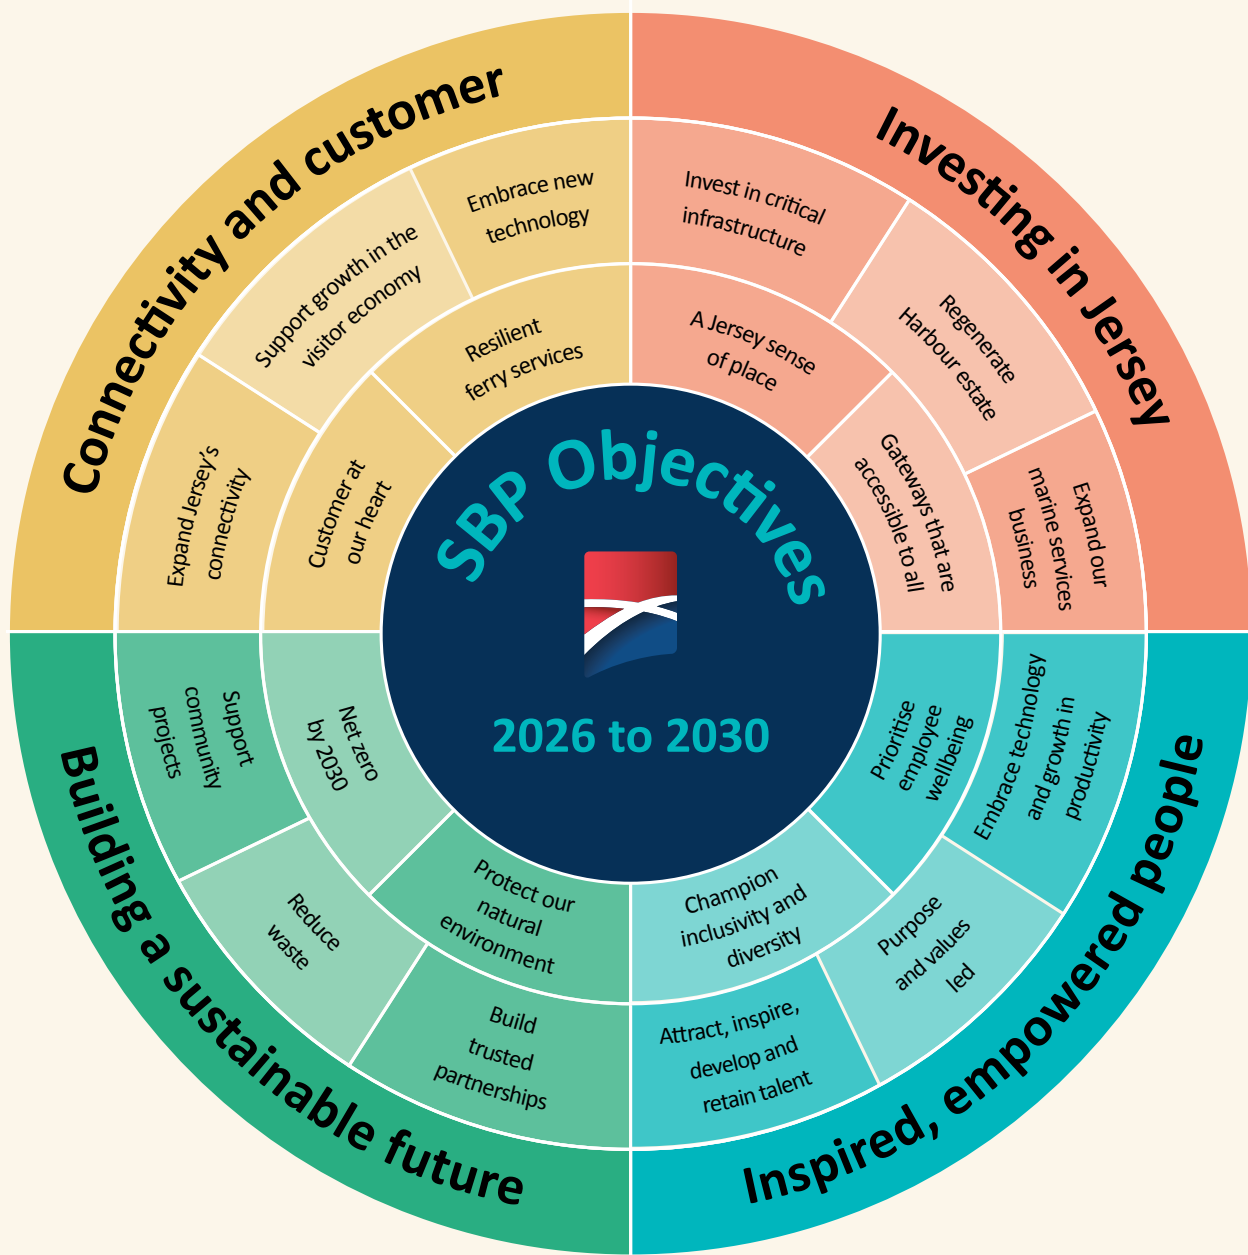 Connectivity and customer
Embrace new
technology
Support growth in the
visitor economy
Expand Jersey's
connectivity
Resilient
ferry services
Customer at
our heart
Investing in Jersey
Invest in critical
infrastructure
Regenerate
Harbour estate
Expand our
marine services
business
A Jersey sense
of place
Gateways that are
accessible to all
SBP Objectives
2026 to 2030
Inspired, empowered people
Embrace technology
and growth in
productivity
Purpose
and values
led
Attract, inspire,
develop and
retain talent
Prioritise
employee
wellbeing
Champion
inclusivity and
diversity
Building a sustainable future
Support
community
projects
Reduce
waste
Build
trusted
partnerships
Net zero
by 2030
Protect our
natural
environment